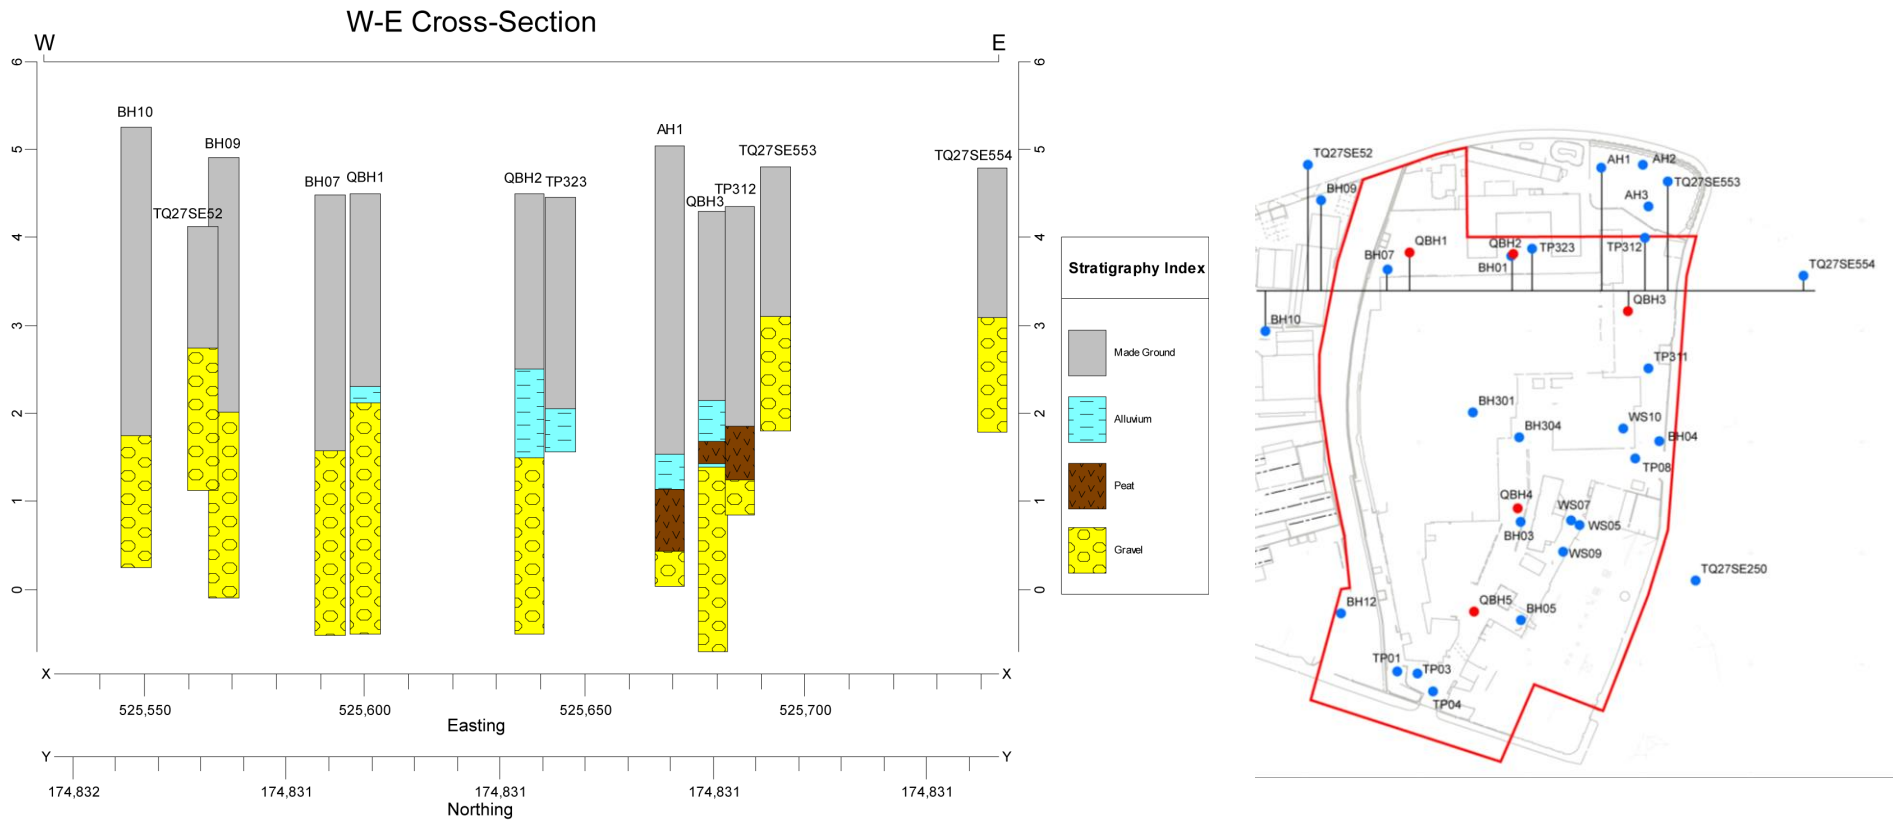 W-E Cross-Section
W E
6 5 4 3 2 1 0
6 5 4 3 2 1 0
BH10
TQ27SE52
BH09
BH07
QBH1
QBH2
TP323
AH1
QBH3
TP312
TQ27SE553
TQ27SE554
X X
525,550 525,600 525,650 525,700
Easting
Y Y
174,832 174,831 174,831 174,831 174,831
Northing
Stratigraphy Index
Made Ground
Alluvium
Peat
Gravel
TQ27SE52
BH09
AH1
AH2
TQ27SE553
AH3
QBH1
QBH2
TP323
TP312
BH07
BH01
TQ27SE554
QBH3
BH10
TP311
BH301
WS10
BH304
BH04
TP08
QBH4
WS07
WS05
BH03
WS09
TQ27SE250
QBH5
BH05
BH12
TP01
TP03
TP04